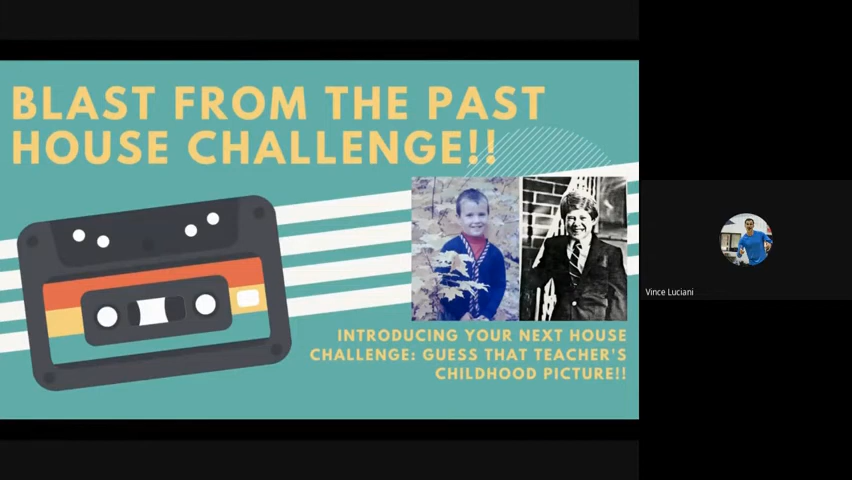 BLAST FROM THE PAST
HOUSE CHALLENGE!!
INTRODUCING YOUR NEXT HOUSE
CHALLENGE: GUESS THAT TEACHER'S
CHILDHOOD PICTURE!!
Vince Luciani